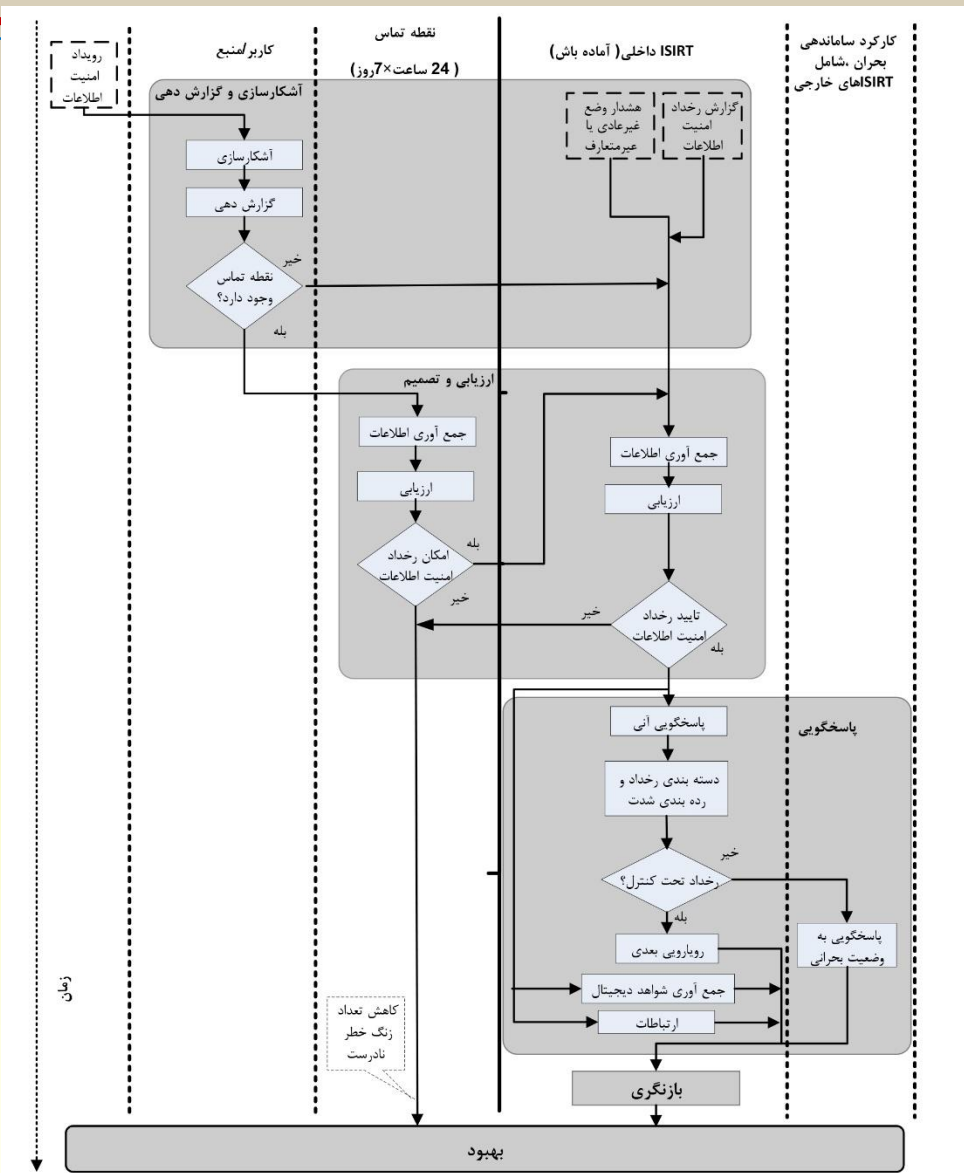 کارکرد ساماندهی
بحران ،شامل
ISIRTهای خارجی
ISIRT داخلی( آماده باش)
نقطه تماس
( 24 ساعت×7روز)
کاربر/منبع
رویداد
امنیت
اطلاعات
آشکارسازی و گزارش دهی
گزارش رخداد
امنیت
اطلاعات
هشدار وضع
غیرعادی یا
عیرمتعارف
آشکارسازی
گزارش دهی
خیر
نقطه تماس
وجود دارد؟
بله
ارزیابی و تصمیم
جمع آوری اطلاعات
ارزیابی
جمع آوری اطلاعات
ارزیابی
امکان رخداد
امنیت اطلاعات
بله
خیر
تایید رخداد
امنیت اطلاعات
خیر
بله
پاسخگویی
پاسخگویی آنی
دسته بندی رخداد و
رده بندی شدت
خیر
رخداد تحت کنترل؟
بله
رویارویی بعدی
پاسخگویی به
وضعیت بحرانی
جمع آوری شواهد دیجیتال
ارتباطات
زمان
کاهش تعداد
زنگ خطر
نادرست
بازنگری
بهبود